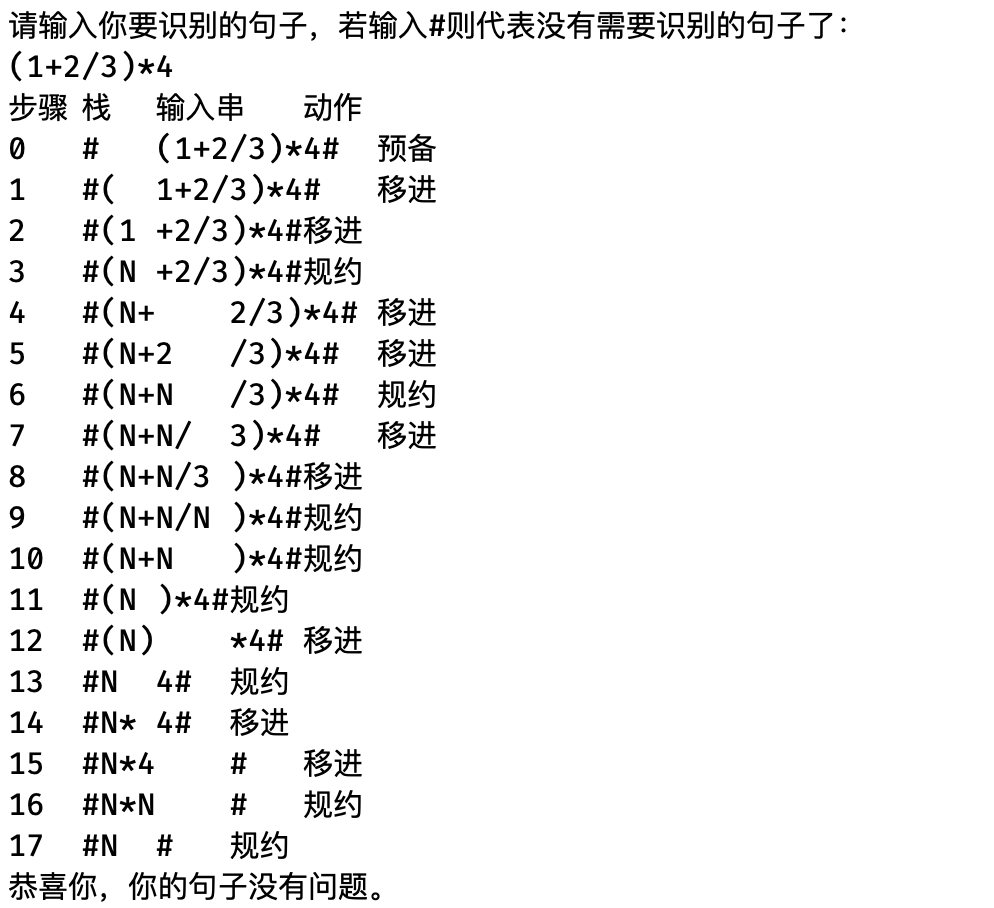 请输入你要识别的句子，若输入#则代表没有需要识别的句子了：
(1+2/3)*4
步骤 栈 输入串 动作
0 # (1+2/3)*4# 预备
1 #( 1+2/3)*4# 移进
2 #(1 +2/3)*4#移进
3 #(N +2/3)*4#规约
4 #(N+ 2/3)*4# 移进
5 #(N+2 /3)*4# 移进
6 #(N+N /3)*4# 规约
7 #(N+N/ 3)*4# 移进
8 #(N+N/3 )*4#移进
9 #(N+N/N )*4#规约
10 #(N+N )*4#规约
11 #(N )*4#规约
12 #(N) *4# 移进
13 #N 4# 规约
14 #N* 4# 移进
15 #N*4 # 移进
16 #N*N # 规约
17 #N # 规约
恭喜你，你的句子没有问题。